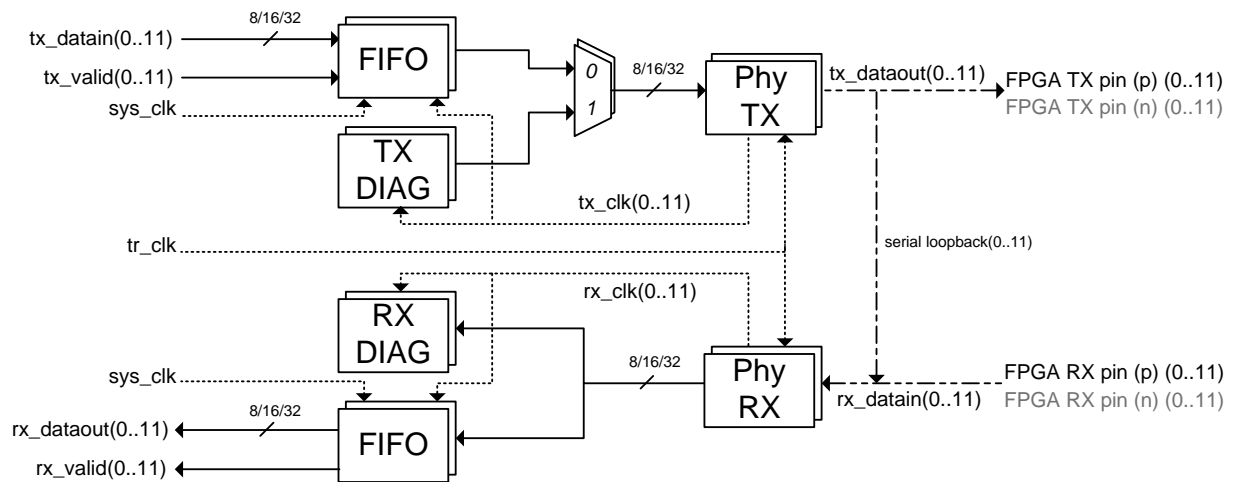 8/16/32
tx_datain(0..11)
tx_valid(0..11)
sys_clk
FIFO
0
1
8/16/32
Phy
TX
tx_dataout(0..11)
FPGA TX pin (p) (0..11)
FPGA TX pin (n) (0..11)
TX
DIAG
tx_clk(0..11)
tr_clk
serial loopback(0..11)
rx_clk(0..11)
RX
DIAG
sys_clk
8/16/32
Phy
RX
FPGA RX pin (p) (0..11)
rx_datain(0..11)
FPGA RX pin (n) (0..11)
8/16/32
rx_dataout(0..11)
rx_valid(0..11)
FIFO